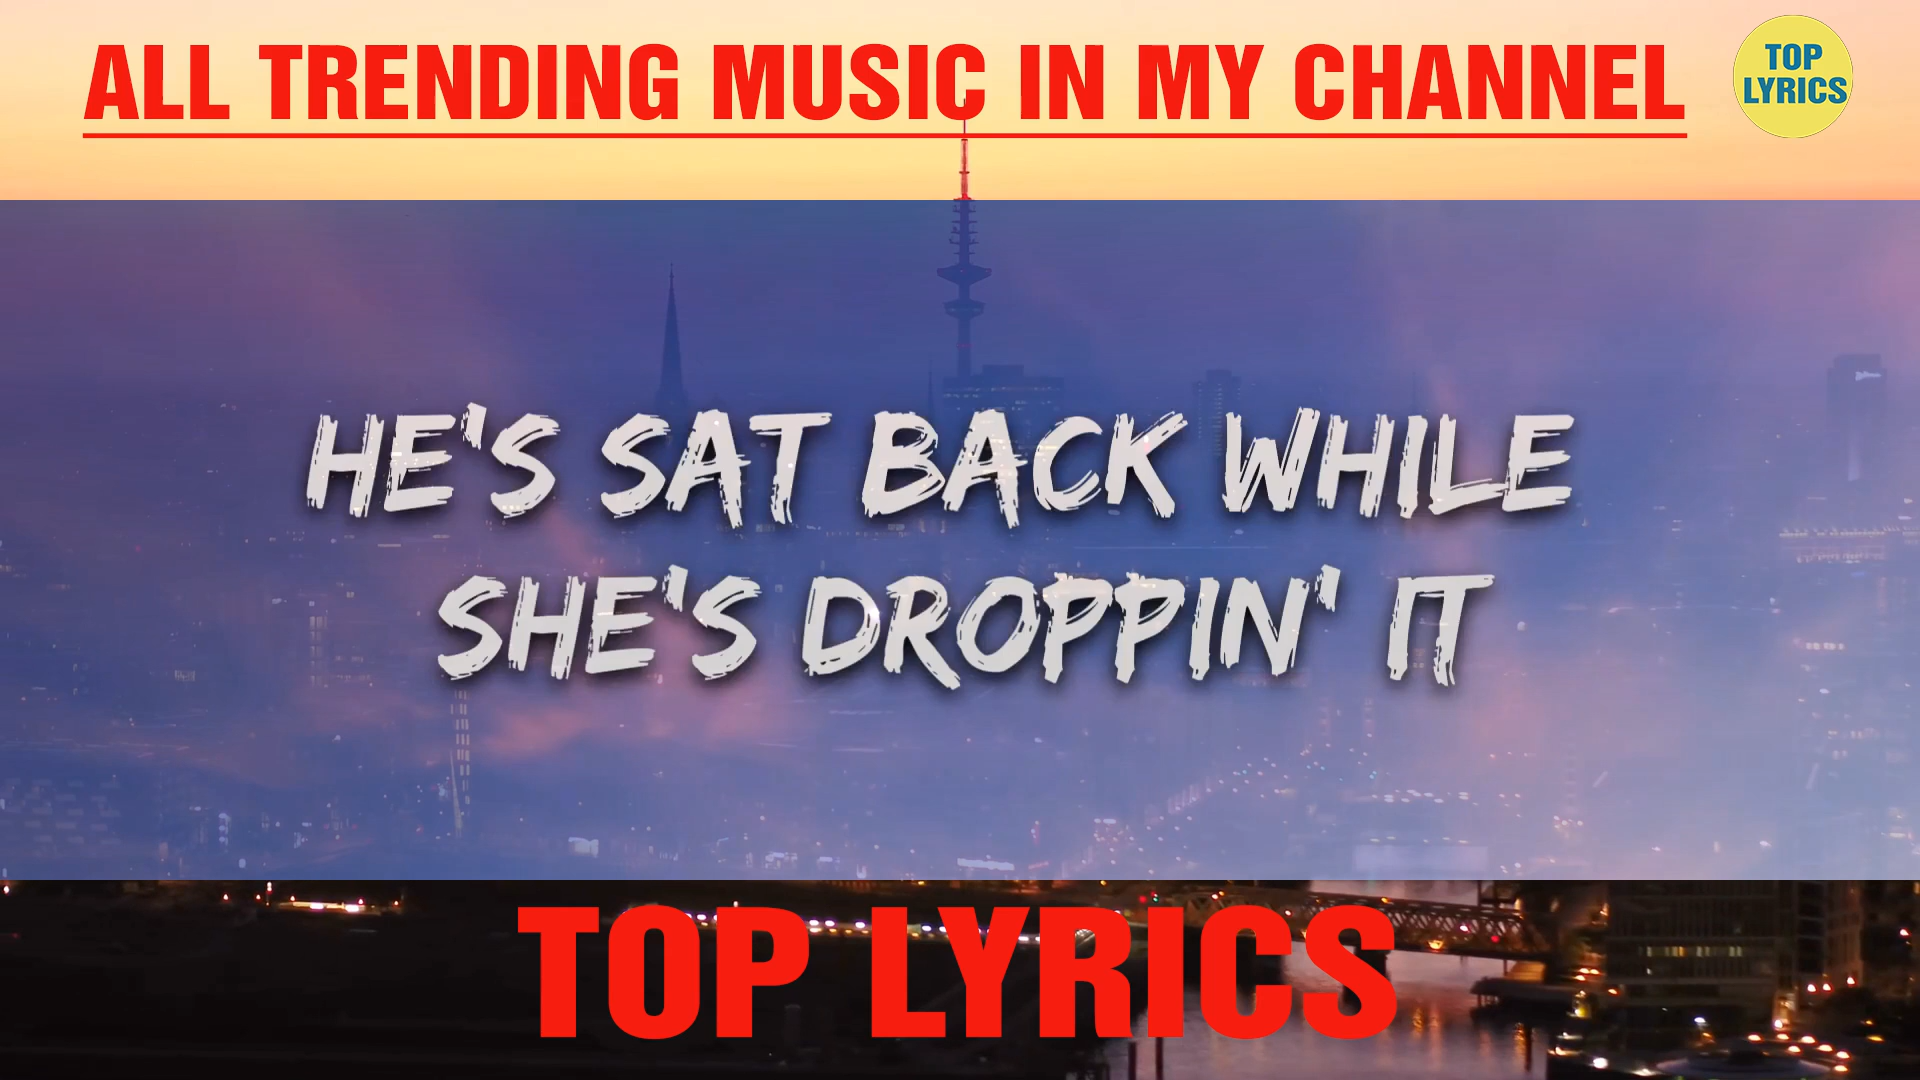 ALL TRENDING MUSIC IN MY CHANNEL
TOP
LYRICS
HE'S SAT BACK WHILE
SHE'S DROPPIN' IT
TOP LYRICS